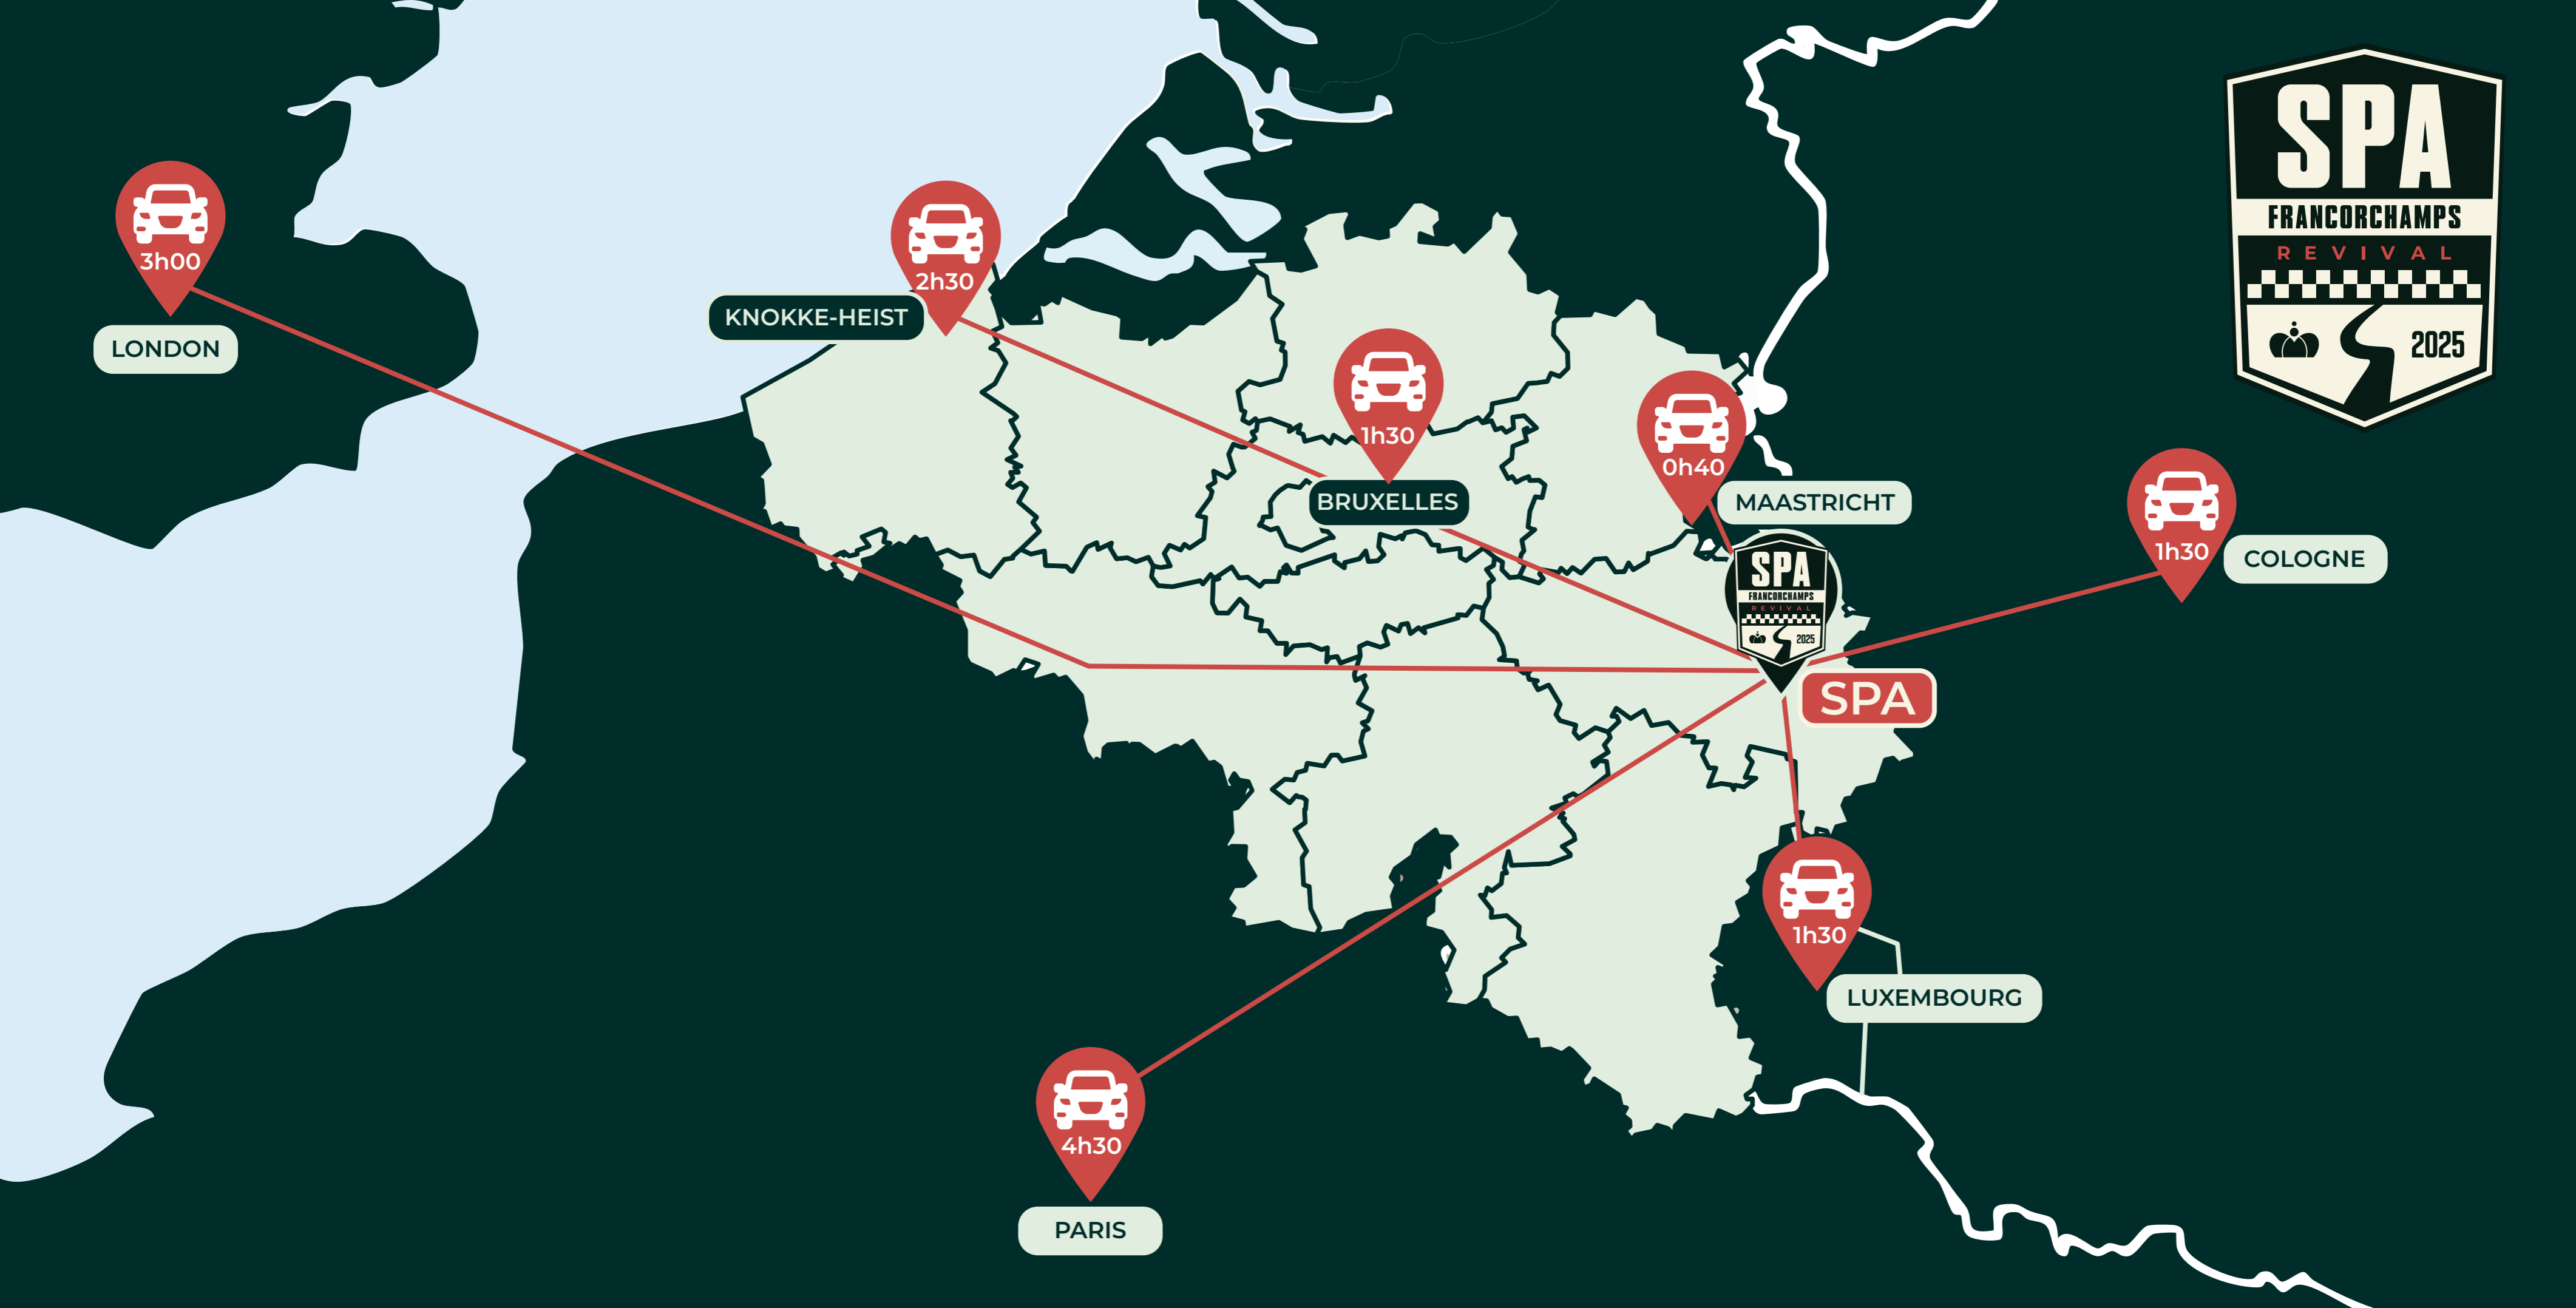 SPA
FRANCORCHAMPS
REVIVAL
2025
3h00
LONDON
2h30
KNOKKE-HEIST
1h30
BRUXELLES
0h40
MAASTRICHT
1h30
COLOGNE
SPA
FRANCORCHAMPS
REVIVAL
2025
SPA
1h30
LUXEMBOURG
4h30
PARIS